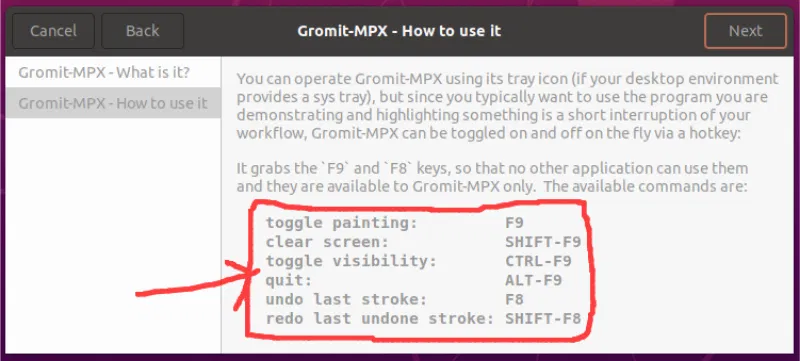 Cancel Back Gromit-MPX - How to use it Next
Gromit-MPX - What is it?
Gromit-MPX - How to use it
You can operate Gromit-MPX using its tray icon (if your desktop environment
provides a sys tray), but since you typically want to use the program you are
demonstrating and highlighting something is a short interruption of your
workflow, Gromit-MPX can be toggled on and off on the fly via a hotkey:
It grabs the `F9` and `F8` keys, so that no other application can use them
and they are available to Gromit-MPX only. The available commands are:
toggle painting: F9
clear screen: SHIFT-F9
toggle visibility: CTRL-F9
quit: ALT-F9
undo last stroke: F8
redo last undone stroke: SHIFT-F8